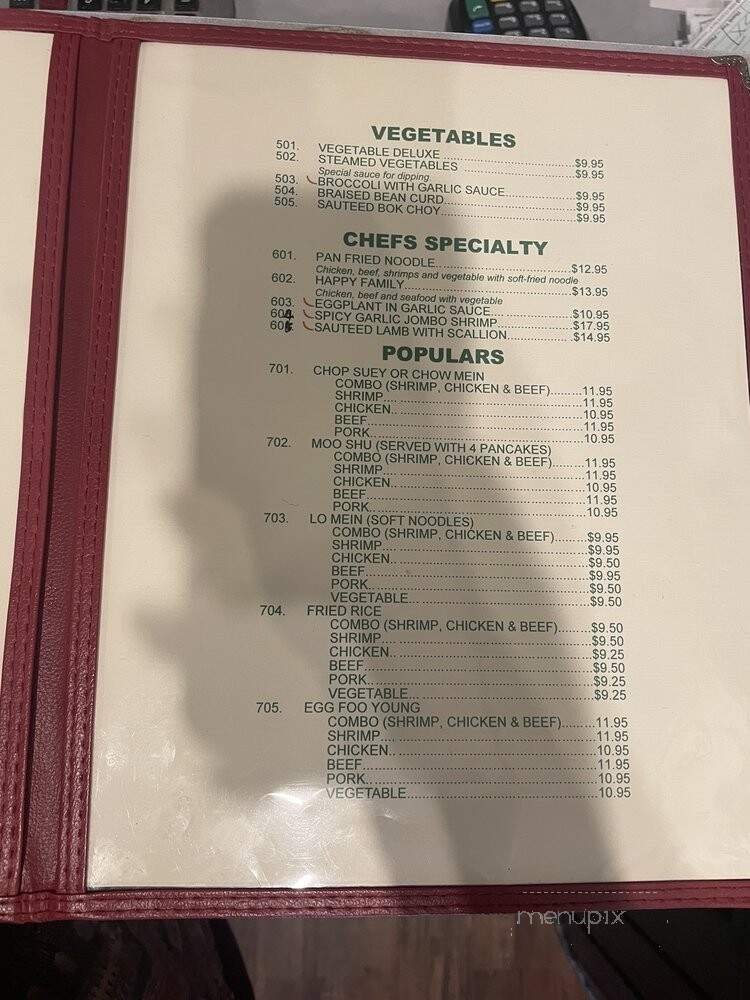 VEGETABLES
501. VEGETABLE DELUXE..............................$9.95
502. STEAMED VEGETABLES..............................$9.95
Special sauce for dipping.
503. BROCCOLI WITH GARLIC SAUCE..................$9.95
504. BRAISED BEAN CURD..............................$9.95
505. SAUTEED BOK CHOY..............................$9.95
CHEFS SPECIALTY
601. PAN FRIED NOODLE..............................$12.95
Chicken, beef, shrimps and vegetable with soft-fried noodle
602. HAPPY FAMILY..............................$13.95
Chicken, beef and seafood with vegetable
603. EGGPLANT IN GARLIC SAUCE..............$10.95
604 SPICY GARLIC JOMBO SHRIMP..............$17.95
605 SAUTEED LAMB WITH SCALLION..............$14.95
POPULARS
701. CHOP SUEY OR CHOW MEIN
COMBO (SHRIMP, CHICKEN & BEEF)........11.95
SHRIMP..............................11.95
CHICKEN..............................10.95
BEEF..............................11.95
PORK..............................10.95
702. MOO SHU (SERVED WITH 4 PANCAKES)
COMBO (SHRIMP, CHICKEN & BEEF)........11.95
SHRIMP..............................11.95
CHICKEN..............................10.95
BEEF..............................11.95
PORK..............................10.95
703. LO MEIN (SOFT NOODLES)
COMBO (SHRIMP, CHICKEN & BEEF)........$9.95
SHRIMP..............................$9.95
CHICKEN..............................$9.50
BEEF..............................$9.95
PORK..............................$9.50
VEGETABLE..............................$9.50
704. FRIED RICE
COMBO (SHRIMP, CHICKEN & BEEF)........$9.50
SHRIMP..............................$9.50
CHICKEN..............................$9.25
BEEF..............................$9.50
PORK..............................$9.25
VEGETABLE..............................$9.25
705. EGG FOO YOUNG
COMBO (SHRIMP, CHICKEN & BEEF)........11.95
SHRIMP..............................11.95
CHICKEN..............................10.95
BEEF..............................11.95
PORK..............................10.95
VEGETABLE..............................10.95
menupix